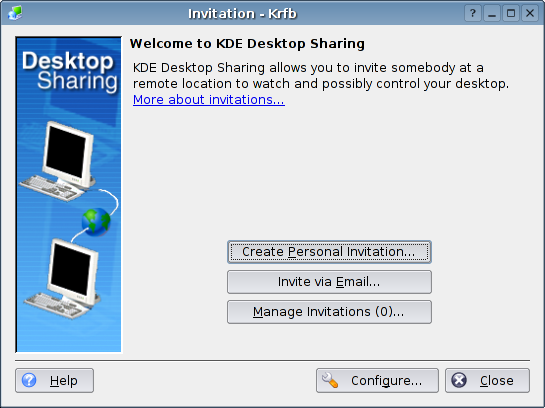 Invitation - Krfb
Desktop
Sharing
Welcome to KDE Desktop Sharing
KDE Desktop Sharing allows you to invite somebody at a
remote location to watch and possibly control your desktop.
More about invitations...
Create Personal Invitation...
Invite via Email...
Manage Invitations (0)...
Help
Configure...
Close